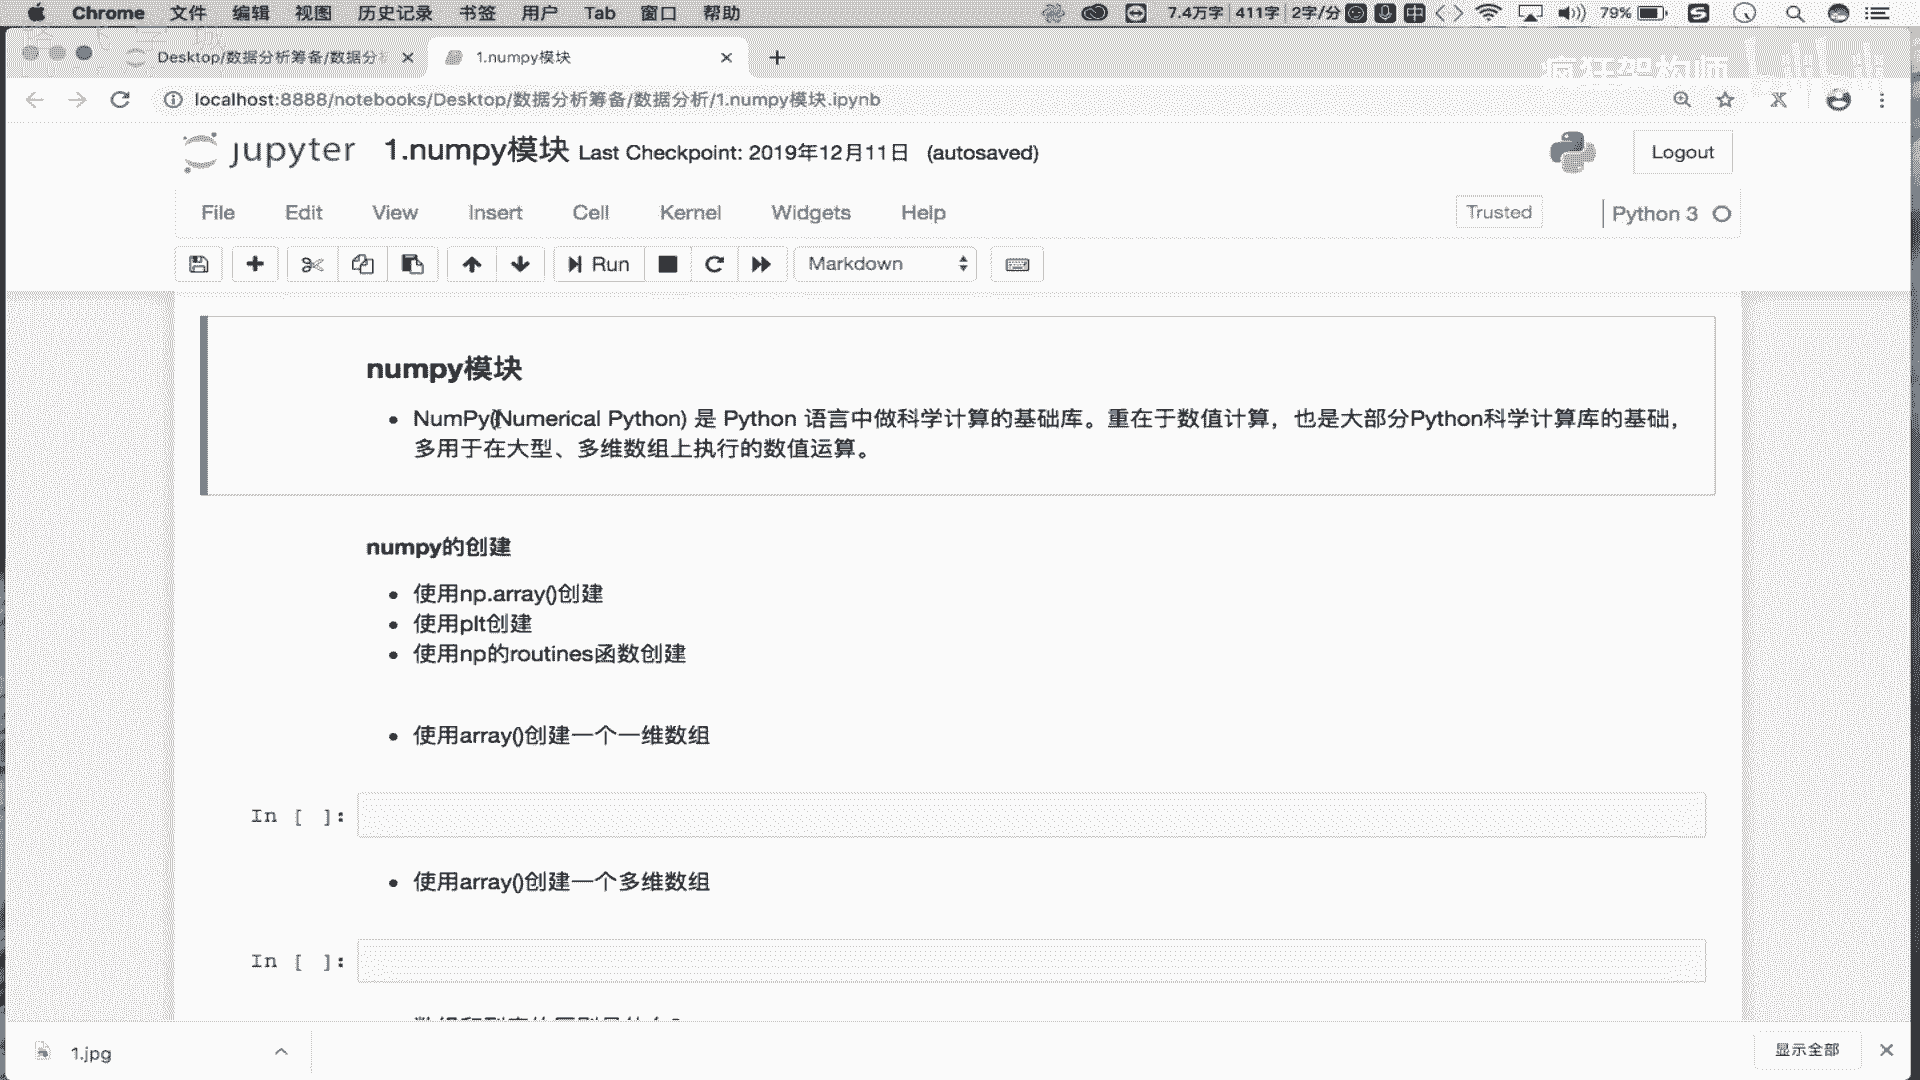 Chrome 文件 编辑 视图 历史记录 书签 用户 Tab 窗口 帮助 7.4万字 411字 2字/分 中 79%
Desktop/数据分析筹备/数据分析 1.numpy模块
疯狂架构师 bilibili
localhost:8888/notebooks/Desktop/数据分析筹备/数据分析/1.numpy模块.ipynb
jupyter 1.numpy模块 Last Checkpoint: 2019年12月11日 (autosaved) Logout
File Edit View Insert Cell Kernel Widgets Help Trusted Python 3
Run Markdown
numpy模块
NumPy(Numerical Python) 是 Python 语言中做科学计算的基础库。重在于数值计算，也是大部分Python科学计算库的基础，
多用于在大型、多维数组上执行的数值运算。
numpy的创建
使用np.array()创建
使用plt创建
使用np的routines函数创建
使用array()创建一个一维数组
In [ ]:
使用array()创建一个多维数组
In [ ]:
1.jpg 显示全部